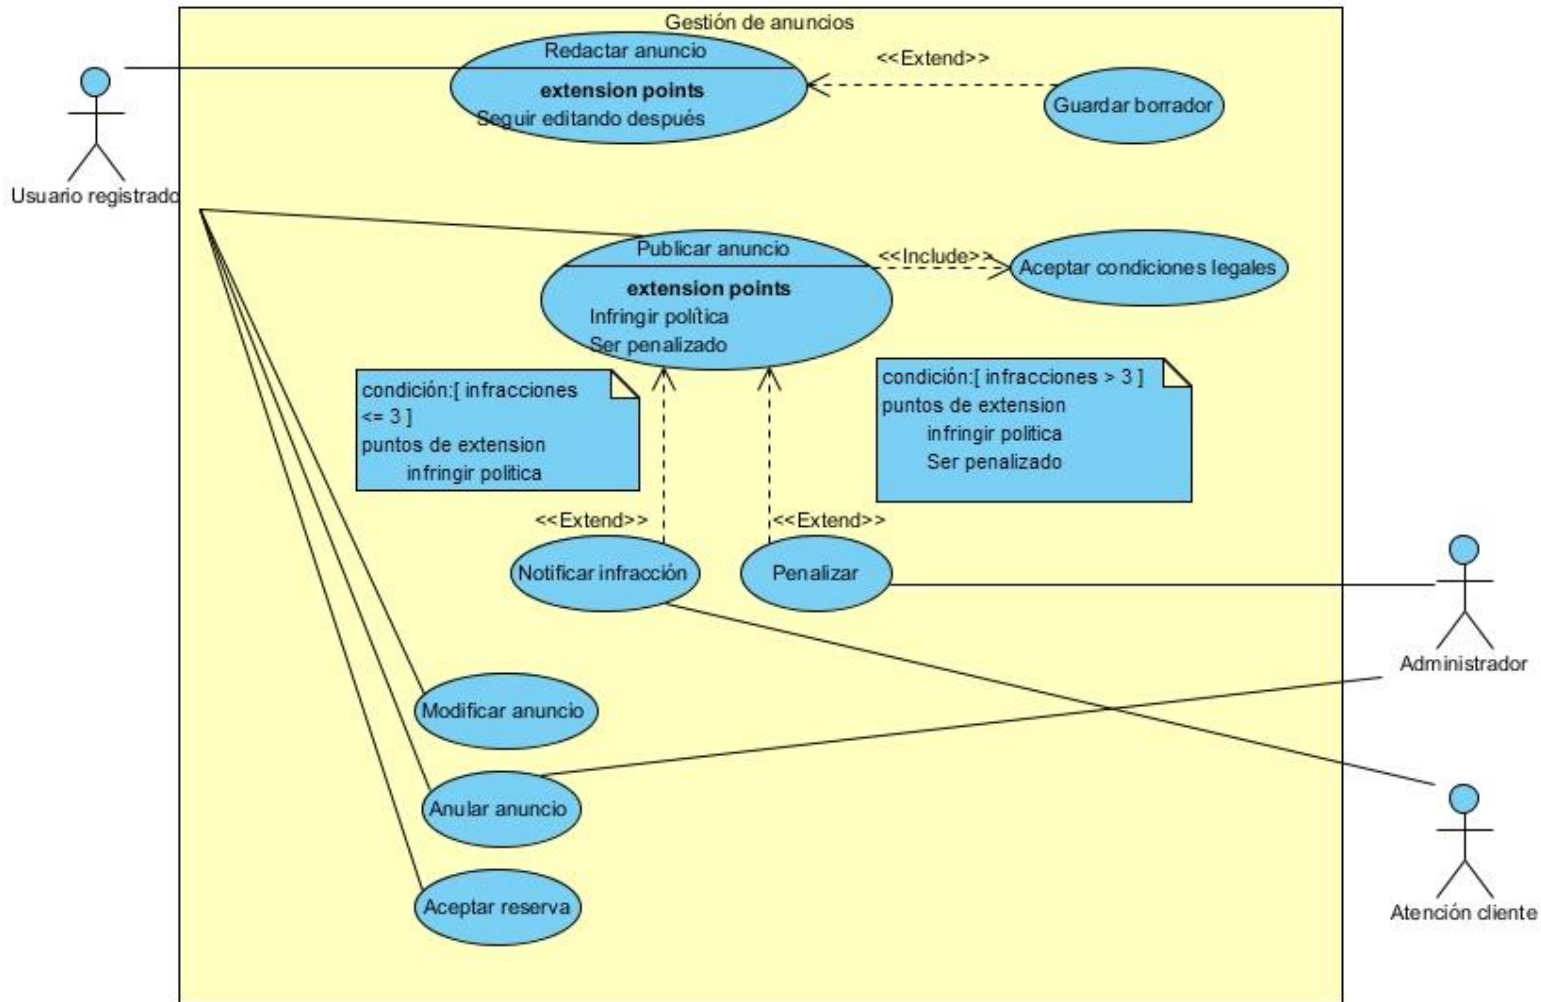 Gestión de anuncios
Redactar anuncio
extension points
Seguir editando después
<<Extend>>
Guardar borrador
Usuario registrado
Publicar anuncio
extension points
Infringir política
Ser penalizado
<<Include>>
Aceptar condiciones legales
condición:[ infracciones
<= 3 ]
puntos de extension
infringir politica
condición:[ infracciones > 3 ]
puntos de extension
infringir politica
Ser penalizado
<<Extend>>
<<Extend>>
Notificar infracción
Penalizar
Administrador
Modificar anuncio
Anular anuncio
Aceptar reserva
Atención cliente